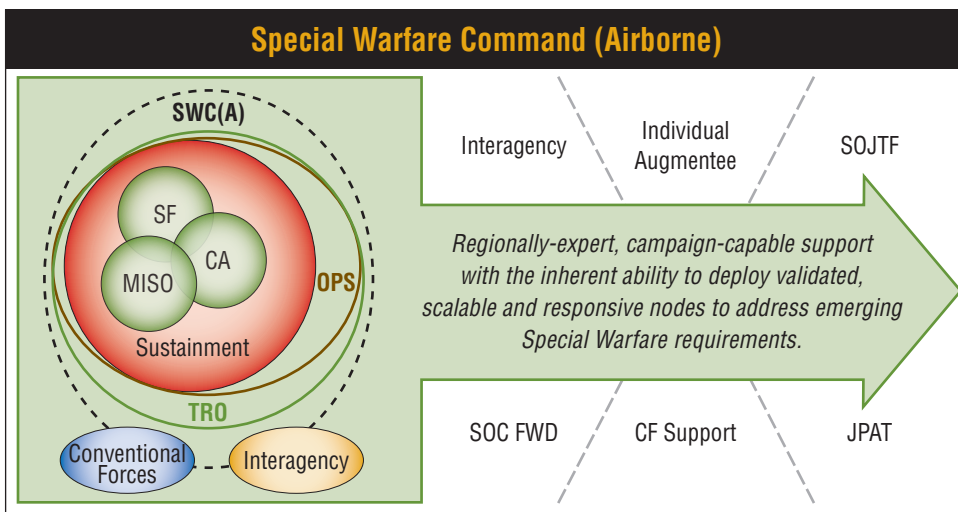 Special Warfare Command (Airborne)
SWC(A)
SF
CA
MISO
OPS
Sustainment
TRO
Conventional
Forces
Interagency
Interagency
Individual
Augmentee
SOJTF
Regionally-expert, campaign-capable support
with the inherent ability to deploy validated,
scalable and responsive nodes to address emerging
Special Warfare requirements.
SOC FWD
CF Support
JPAT